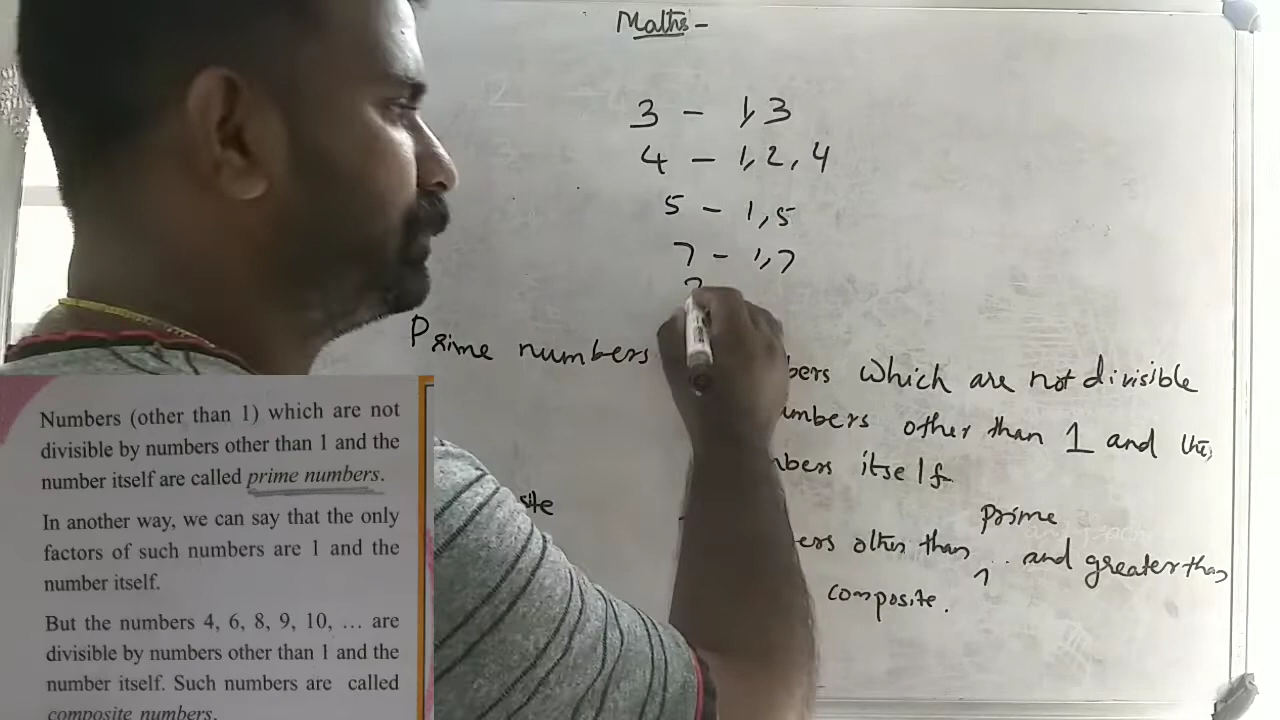 Maths -
3 - 1,3
4 - 1,2,4
5 - 1,5
7 - 1,7
Prime numbers
bers which are not divisible
umbers other than 1 and the
mbers itself
prime
ers other than and greater than
1
composite.
Numbers (other than 1) which are not
divisible by numbers other than 1 and the
number itself are called prime numbers.
In another way, we can say that the only
factors of such numbers are 1 and the
number itself.
But the numbers 4, 6, 8, 9, 10, ... are
divisible by numbers other than 1 and the
number itself. Such numbers are called
composite numbers.